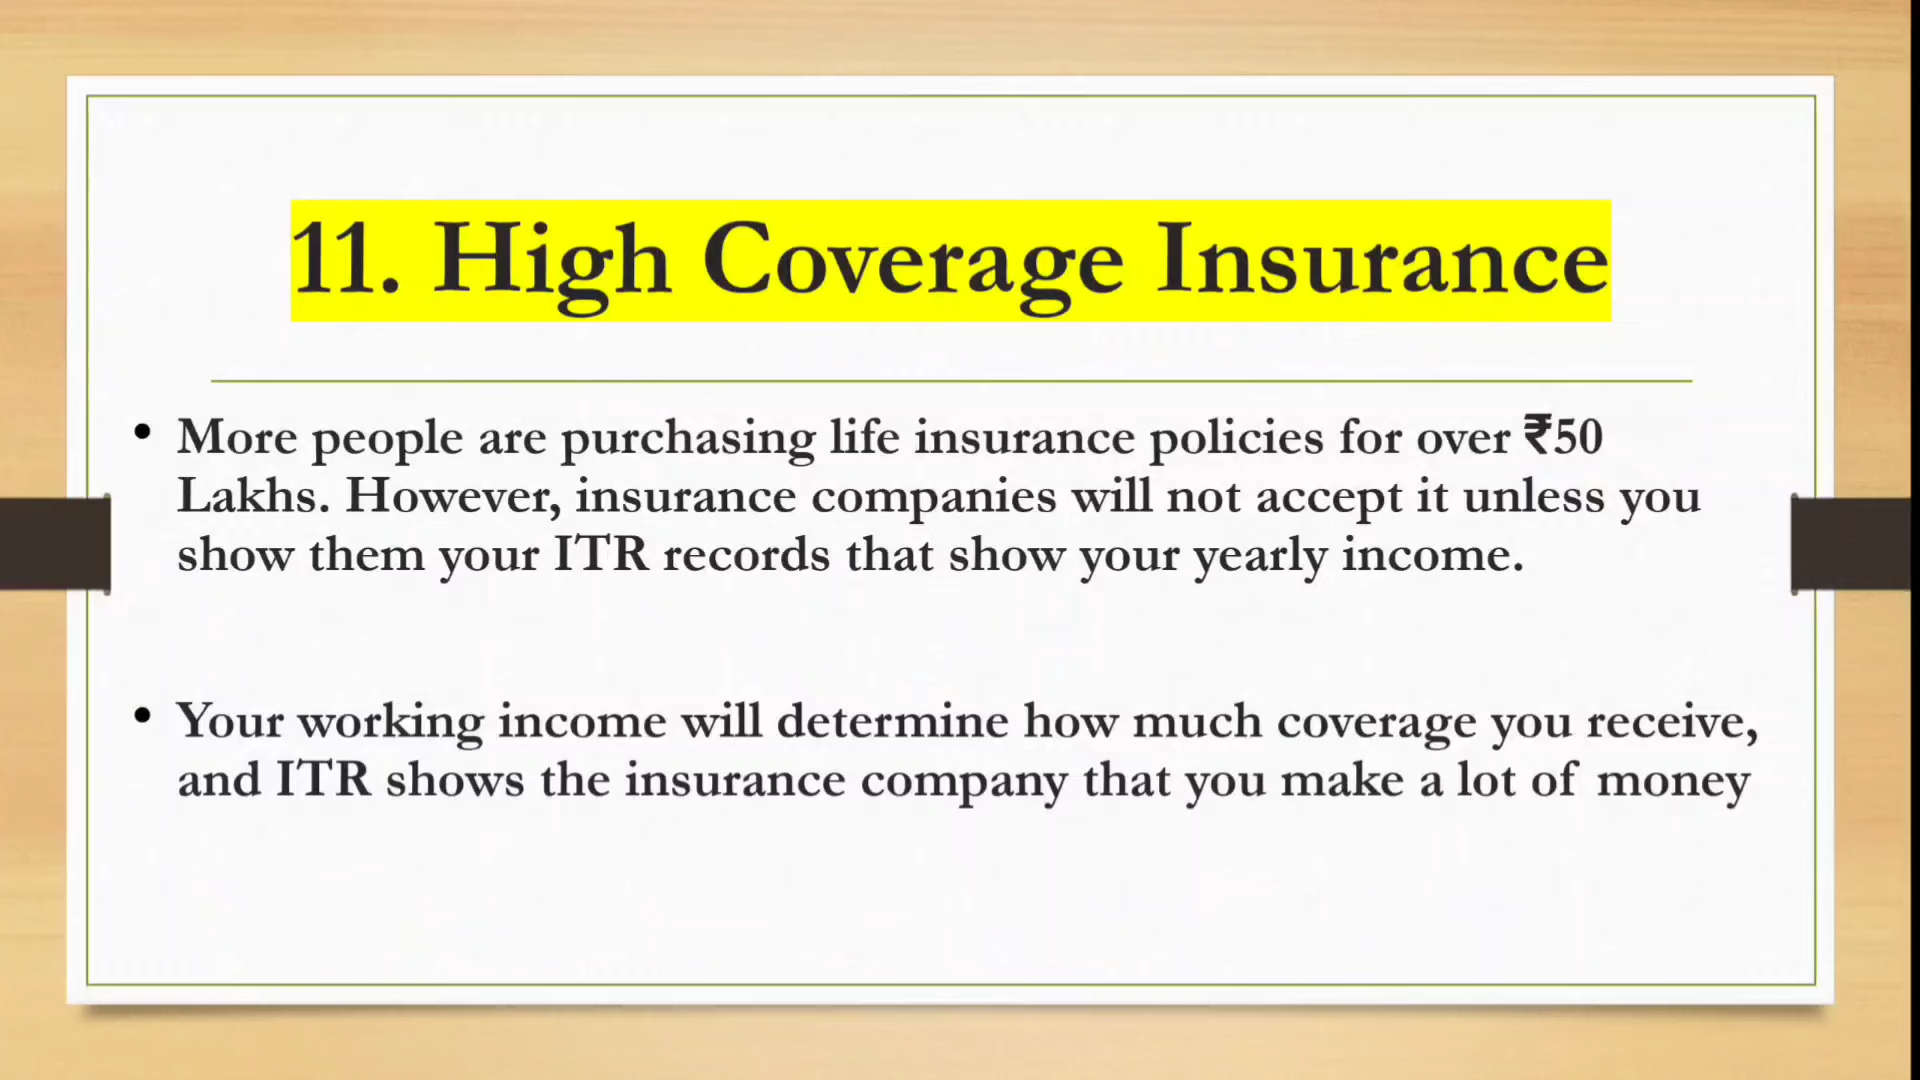 11. High Coverage Insurance
• More people are purchasing life insurance policies for over ₹50
Lakhs. However, insurance companies will not accept it unless you
show them your ITR records that show your yearly income.
• Your working income will determine how much coverage you receive,
and ITR shows the insurance company that you make a lot of money